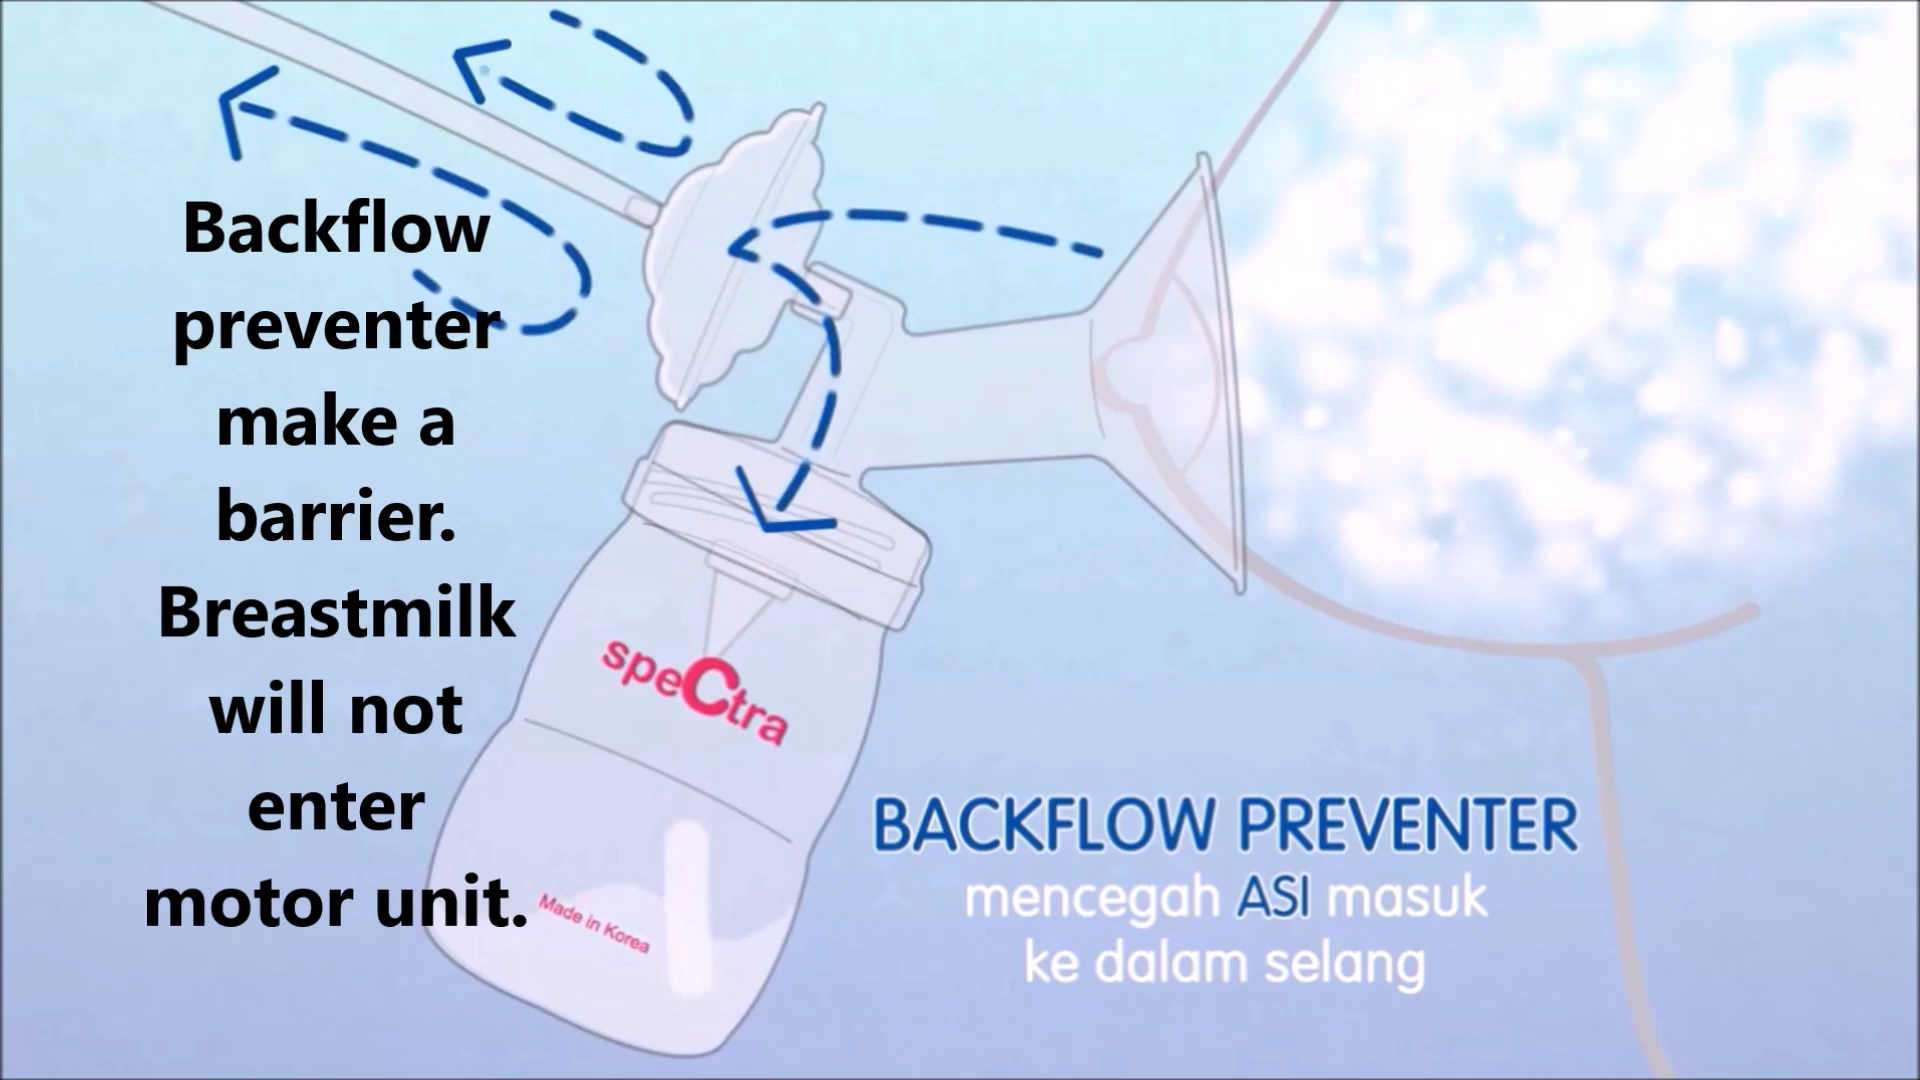 Backflow
preventer
make a
barrier.
Breastmilk
will not
enter
motor unit.
speCtra
Made in Korea
BACKFLOW PREVENTER
mencegah ASI masuk
ke dalam selang